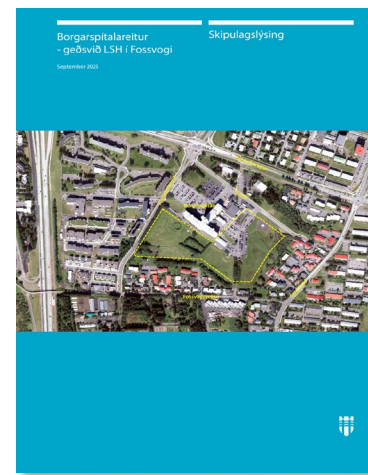 Borgarspítalareitur
- geðsvið LSH í Fossvogi
September 2025
Skipulagslýsing